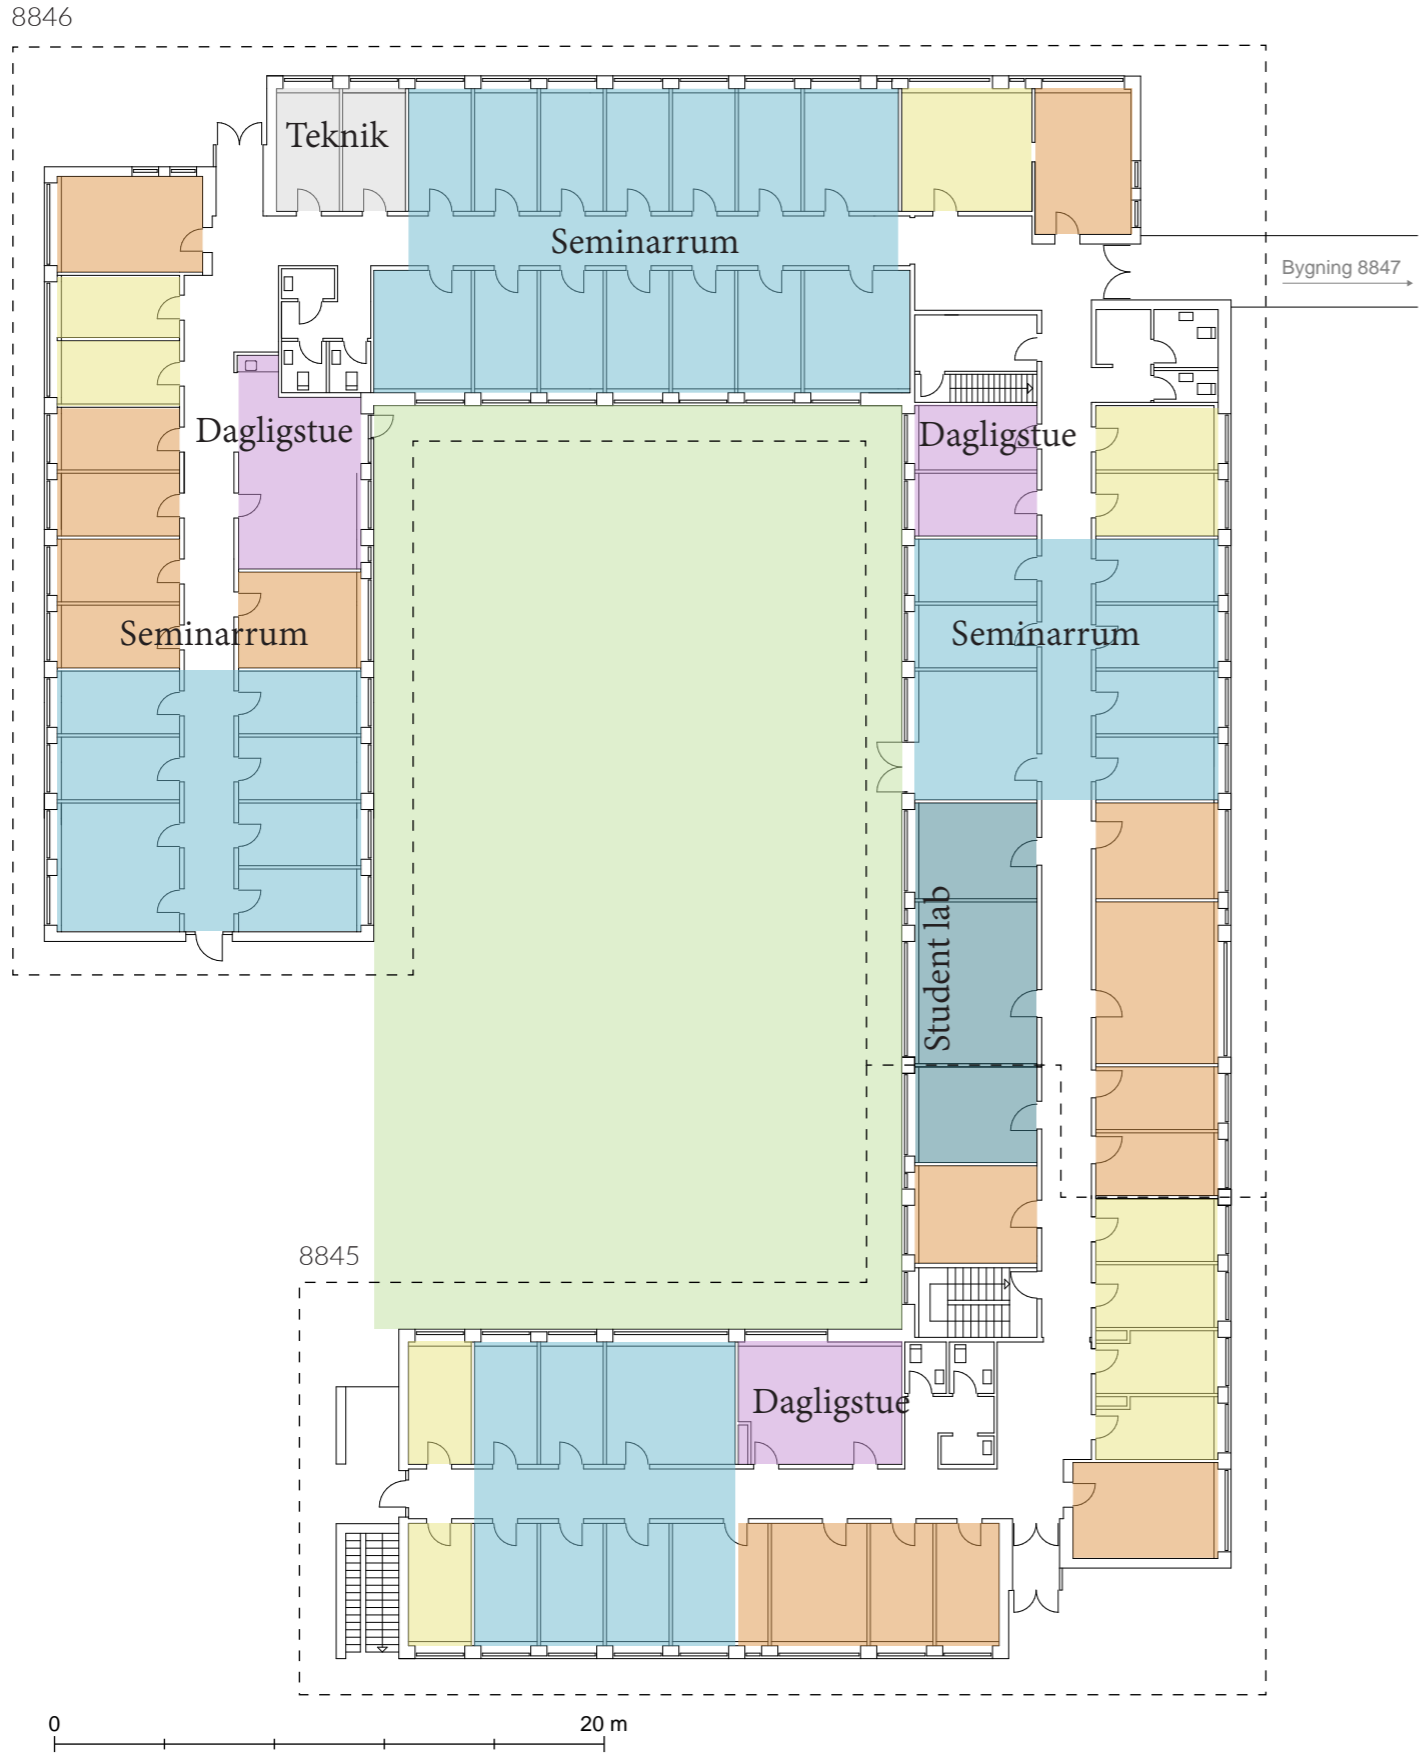 8846
Teknik
Seminarrum
Bygning 8847
Dagligstue
Dagligstue
Seminarrum
Seminarrum
Student lab
8845
Dagligstue
0
20 m